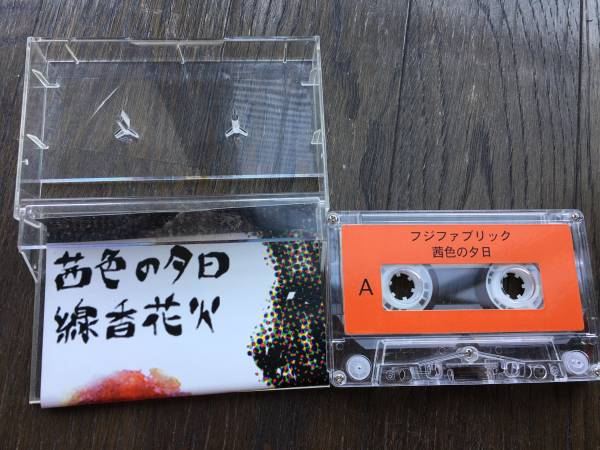 茜色の夕日
線香花火
フジファブリック
茜色の夕日
A